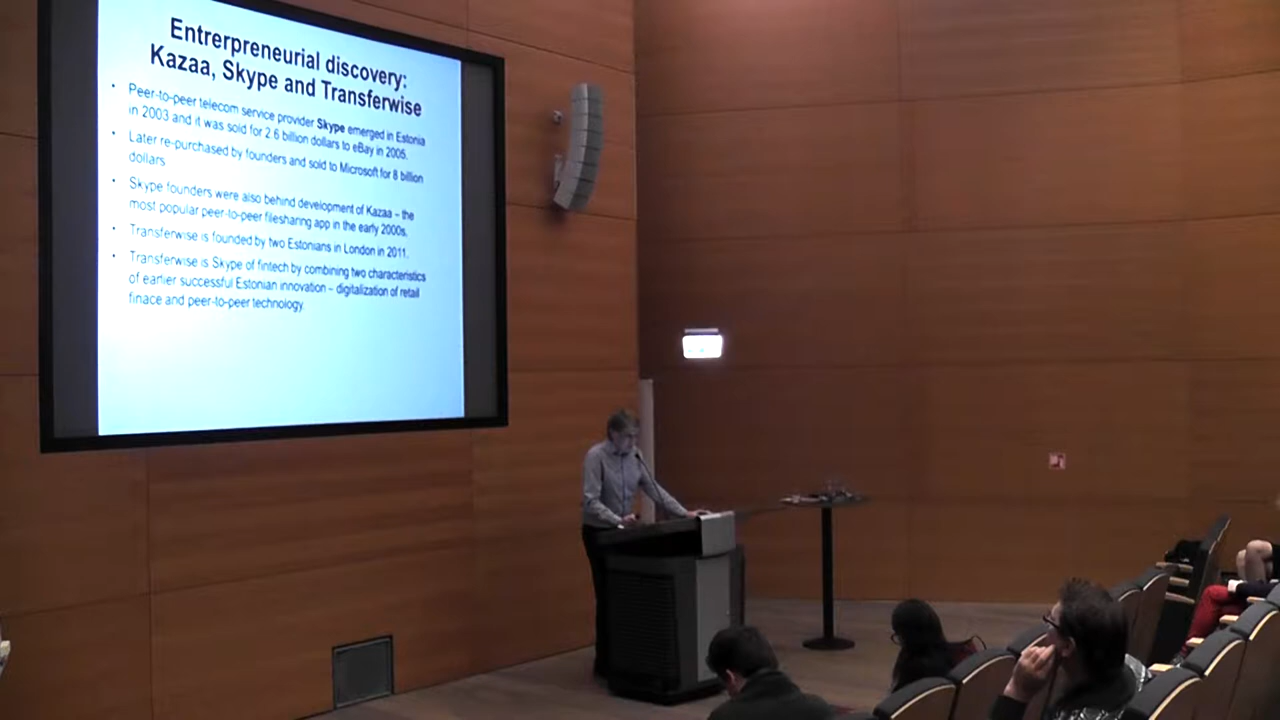 Entrerpreneurial discovery:
Kazaa, Skype and Transferwise
• Peer-to-peer telecom service provider Skype emerged in Estonia
in 2003 and it was sold for 2.6 billion dollars to eBay in 2005.
• Later re-purchased by founders and sold to Microsoft for 8 billion
dollars
• Skype founders were also behind development of Kazaa – the
most popular peer-to-peer filesharing app in the early 2000s.
• Transferwise is founded by two Estonians in London in 2011.
• Transferwise is Skype of fintech by combining two characteristics
of earlier successful Estonian innovation – digitalization of retail
finace and peer-to-peer technology.